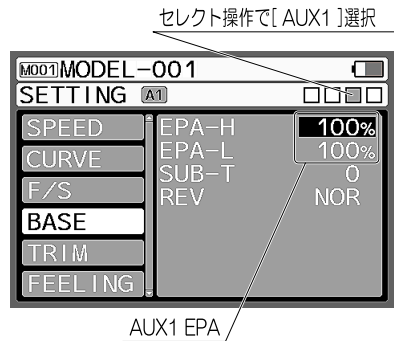 セレクト操作で[ AUX1 ]選択
M001 MODEL-001
SETTING A1
SPEED
CURVE
F/S
BASE
TRIM
FEELING
EPA-H 100%
EPA-L 100%
SUB-T 0
REV NOR
AUX1 EPA